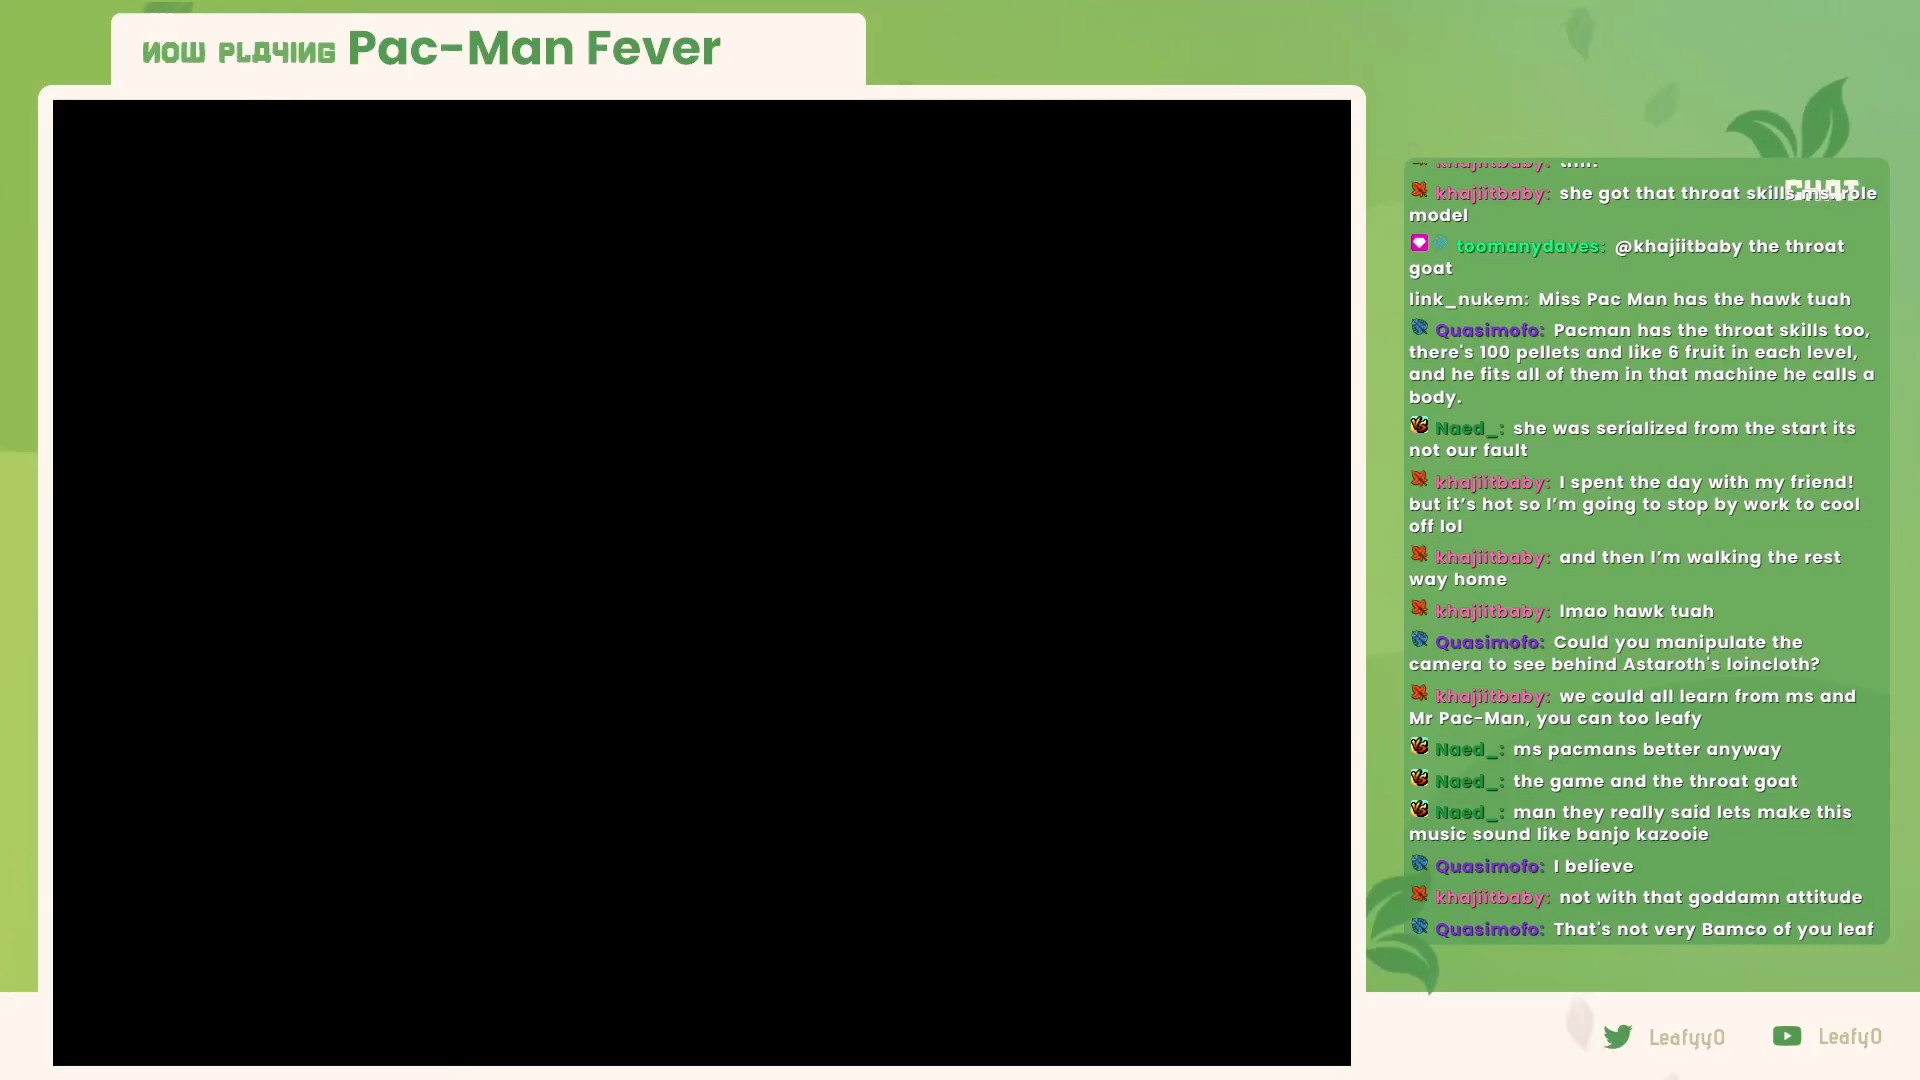 NOW PLAYING Pac-Man Fever
CHAT
khajiitbaby:
khajiitbaby: she got that throat skills ms. role
model
toomanydaves: @khajiitbaby the throat
goat
link_nukem: Miss Pac Man has the hawk tuah
Quasimofo: Pacman has the throat skills too,
there's 100 pellets and like 6 fruit in each level,
and he fits all of them in that machine he calls a
body.
Naed_: she was serialized from the start its
not our fault
khajiitbaby: I spent the day with my friend!
but it’s hot so I’m going to stop by work to cool
off lol
khajiitbaby: and then I’m walking the rest
way home
khajiitbaby: lmao hawk tuah
Quasimofo: Could you manipulate the
camera to see behind Astaroth's loincloth?
khajiitbaby: we could all learn from ms and
Mr Pac-Man, you can too leafy
Naed_: ms pacmans better anyway
Naed_: the game and the throat goat
Naed_: man they really said lets make this
music sound like banjo kazooie
Quasimofo: I believe
khajiitbaby: not with that goddamn attitude
Quasimofo: That's not very Bamco of you leaf
Leafyy0
Leafy0